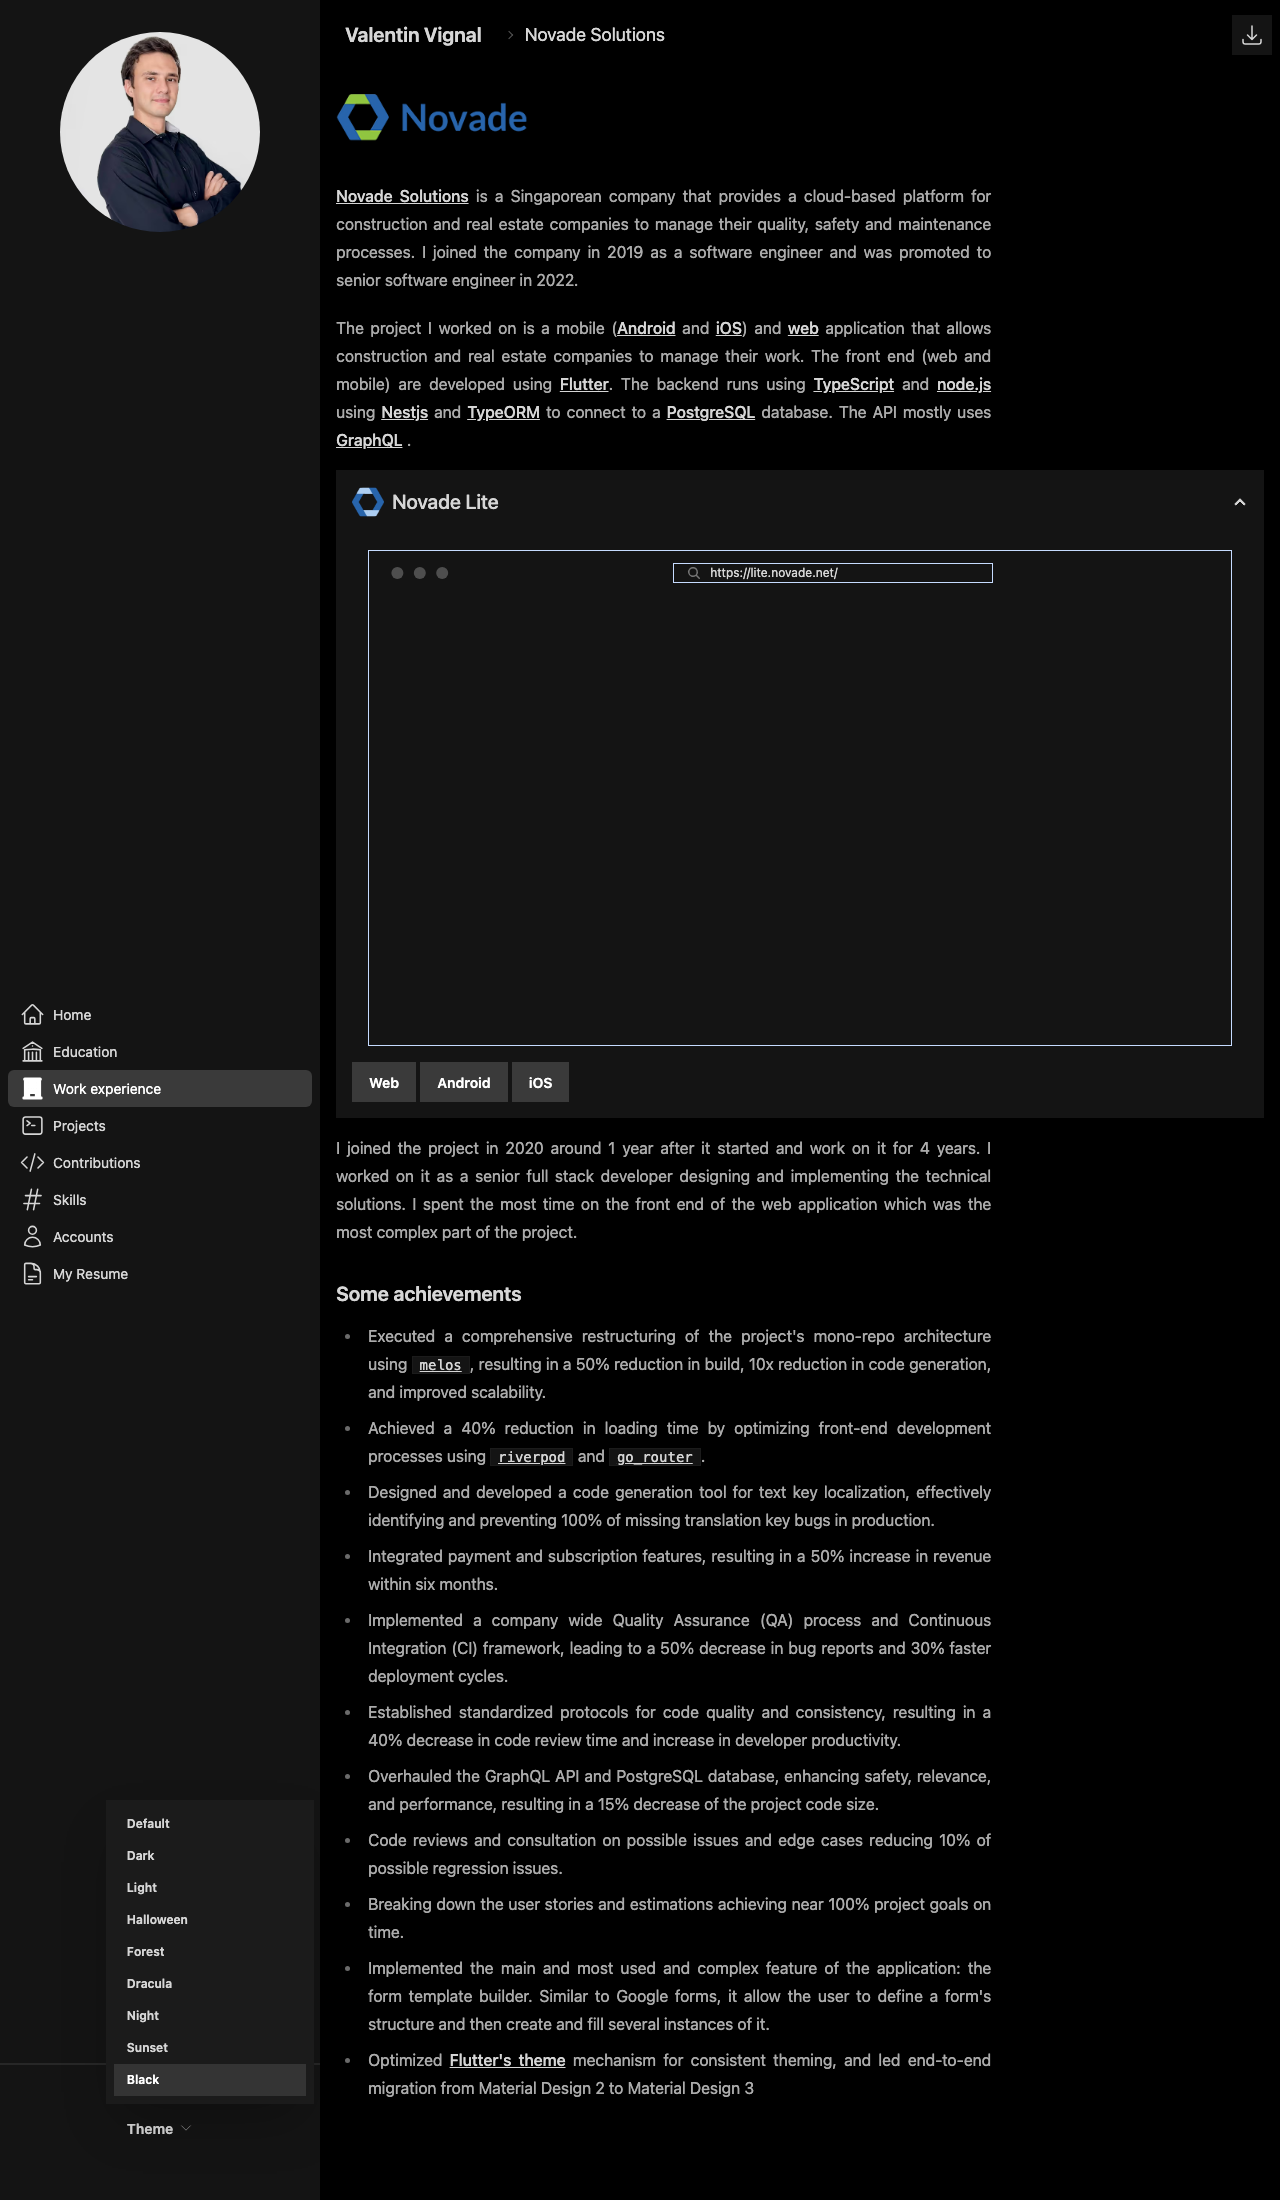 Valentin Vignal
Novade Solutions
Novade
Novade Solutions is a Singaporean company that provides a cloud-based platform for
construction and real estate companies to manage their quality, safety and maintenance
processes. I joined the company in 2019 as a software engineer and was promoted to
senior software engineer in 2022.
The project I worked on is a mobile (Android and iOS) and web application that allows
construction and real estate companies to manage their work. The front end (web and
mobile) are developed using Flutter. The backend runs using TypeScript and node.js
using Nestjs and TypeORM to connect to a PostgreSQL database. The API mostly uses
GraphQL .
Novade Lite
https://lite.novade.net/
Web
Android
iOS
I joined the project in 2020 around 1 year after it started and work on it for 4 years. I
worked on it as a senior full stack developer designing and implementing the technical
solutions. I spent the most time on the front end of the web application which was the
most complex part of the project.
Some achievements
Executed a comprehensive restructuring of the project's mono-repo architecture
using melos, resulting in a 50% reduction in build, 10x reduction in code generation,
and improved scalability.
Achieved a 40% reduction in loading time by optimizing front-end development
processes using riverpod and go_router.
Designed and developed a code generation tool for text key localization, effectively
identifying and preventing 100% of missing translation key bugs in production.
Integrated payment and subscription features, resulting in a 50% increase in revenue
within six months.
Implemented a company wide Quality Assurance (QA) process and Continuous
Integration (CI) framework, leading to a 50% decrease in bug reports and 30% faster
deployment cycles.
Established standardized protocols for code quality and consistency, resulting in a
40% decrease in code review time and increase in developer productivity.
Overhauled the GraphQL API and PostgreSQL database, enhancing safety, relevance,
and performance, resulting in a 15% decrease of the project code size.
Code reviews and consultation on possible issues and edge cases reducing 10% of
possible regression issues.
Breaking down the user stories and estimations achieving near 100% project goals on
time.
Implemented the main and most used and complex feature of the application: the
form template builder. Similar to Google forms, it allow the user to define a form's
structure and then create and fill several instances of it.
Optimized Flutter's theme mechanism for consistent theming, and led end-to-end
migration from Material Design 2 to Material Design 3
Home
Education
Work experience
Projects
Contributions
Skills
Accounts
My Resume
Default
Dark
Light
Halloween
Forest
Dracula
Night
Sunset
Black
Theme